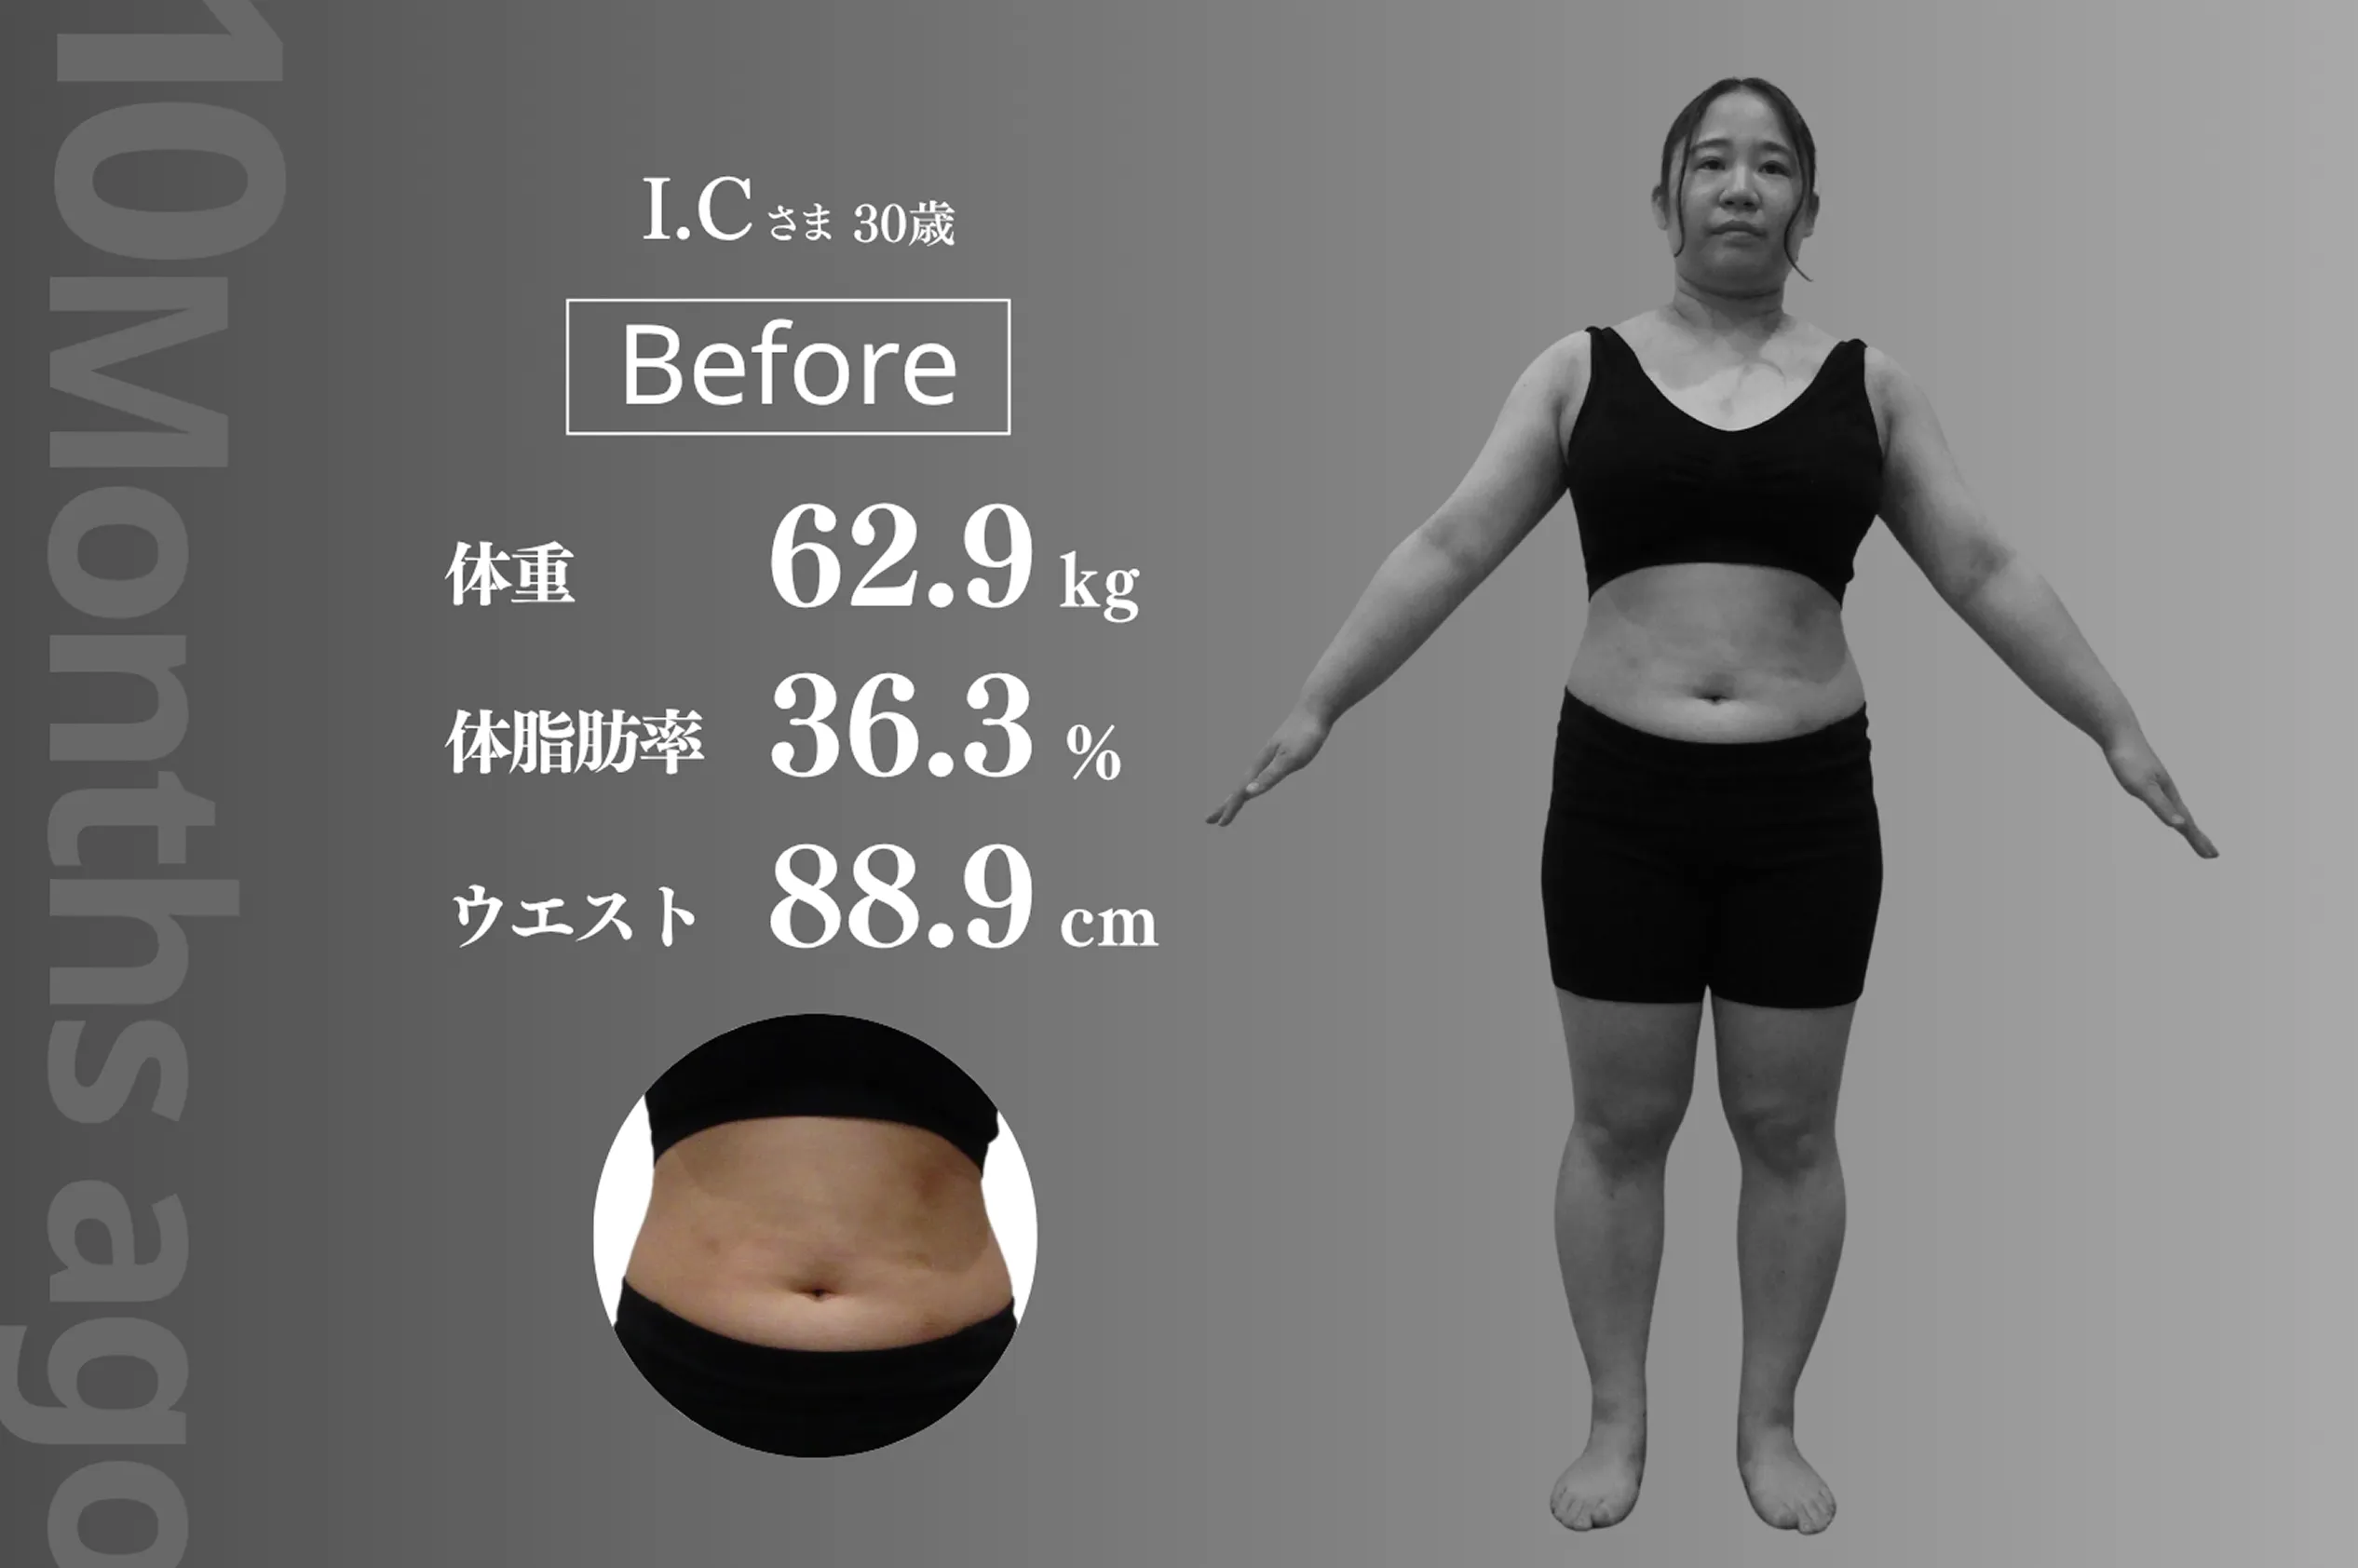 10Months ago
I.C さま 30歳
Before
体重 62.9 kg
体脂肪率 36.3 %
ウエスト 88.9 cm